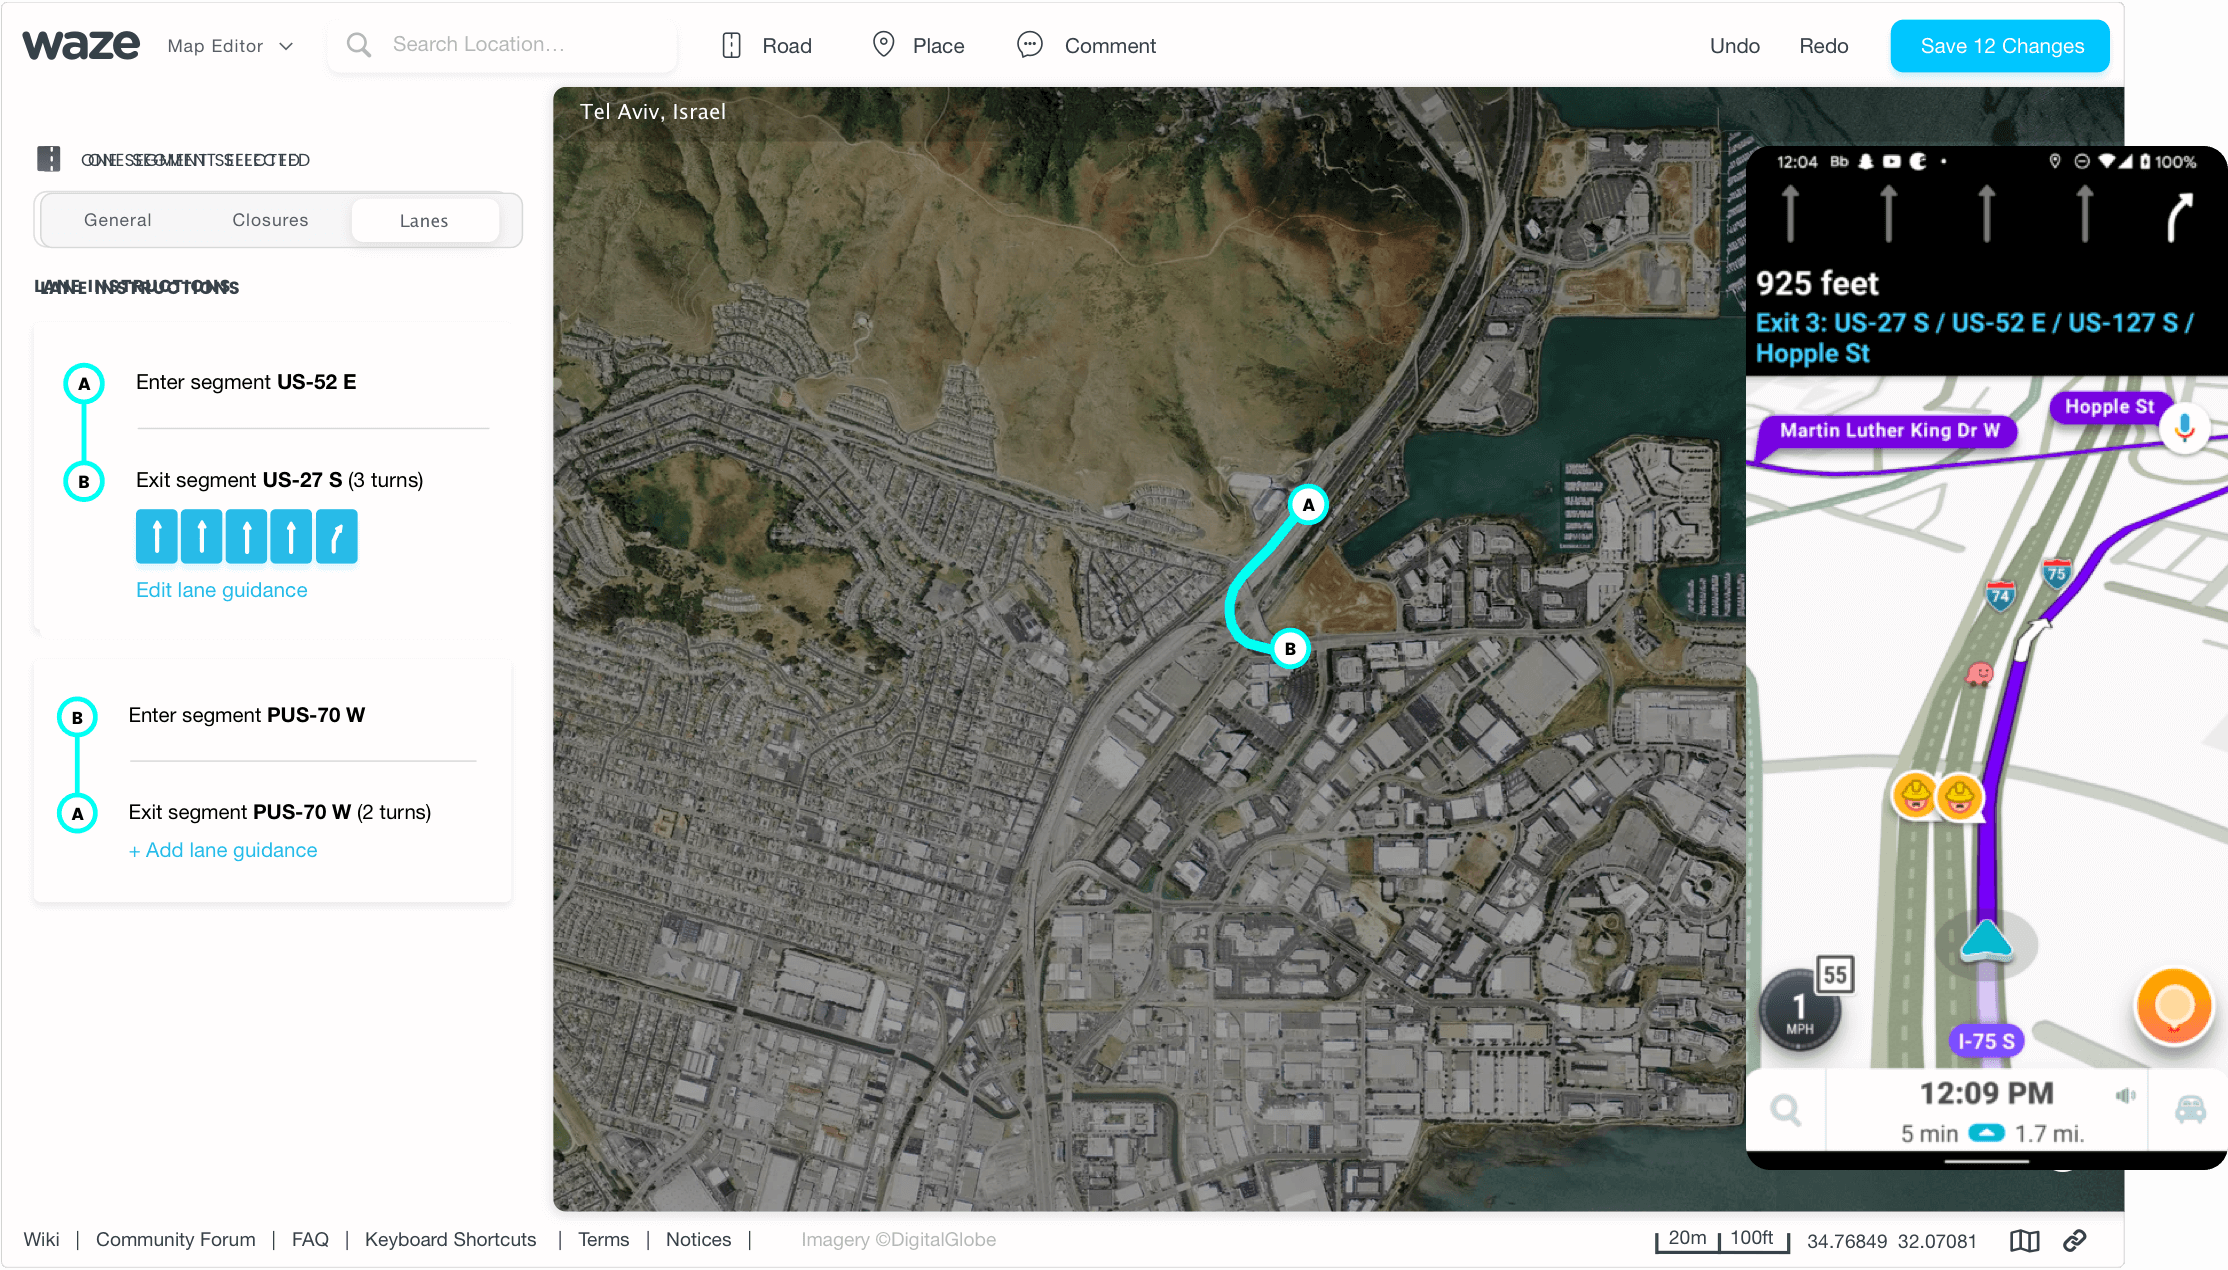 waze Map Editor Search Location... Road Place Comment Undo Redo Save 12 Changes
Tel Aviv, Israel
ONE SEGMENT SELECTED
General Closures Lanes
LANE INSTRUCTIONS
A Enter segment US-52 E
B Exit segment US-27 S (3 turns)
Edit lane guidance
B Enter segment PUS-70 W
A Exit segment PUS-70 W (2 turns)
+ Add lane guidance
A
B
12:04 Bb 100%
925 feet
Exit 3: US-27 S / US-52 E / US-127 S /
Hopple St
Hopple St
Martin Luther King Dr W
75
74
55
1
MPH
I-75 S
12:09 PM
5 min 1.7 mi.
Wiki | Community Forum | FAQ | Keyboard Shortcuts | Terms | Notices | Imagery ©DigitalGlobe 20m 100ft 34.76849 32.07081